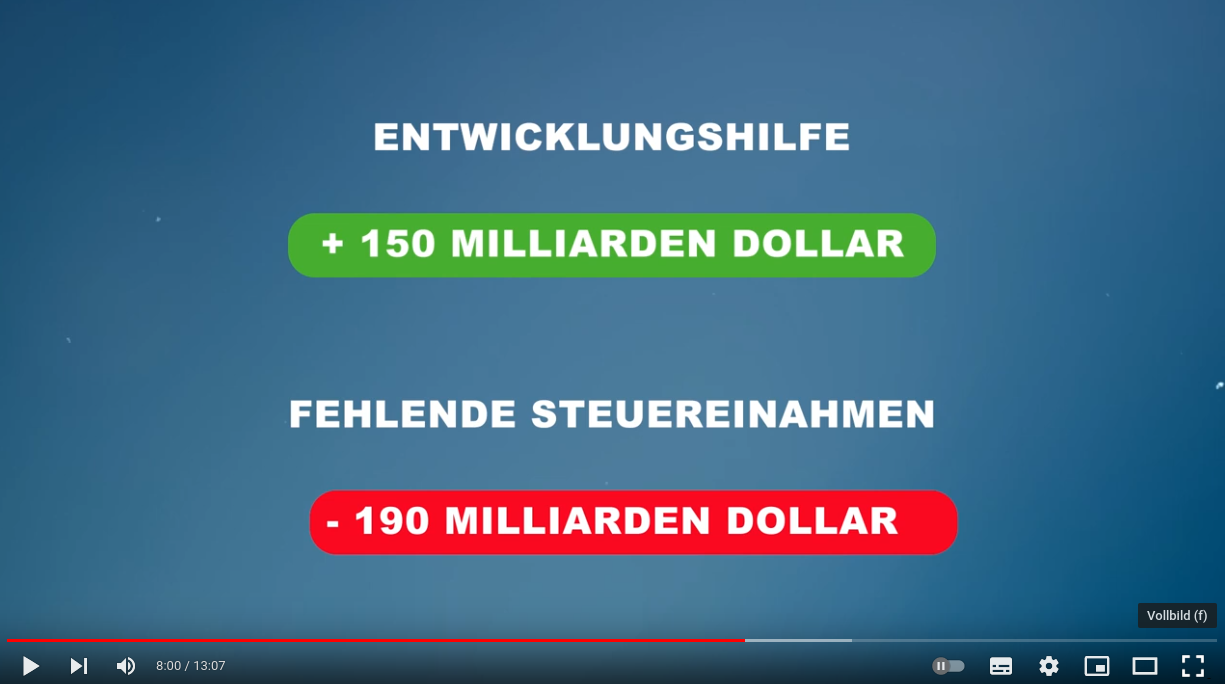 ENTWICKLUNGSHILFE
+ 150 MILLIARDEN DOLLAR
FEHLENDE STEUEREINAHMEN
- 190 MILLIARDEN DOLLAR
Vollbild (f)
8:00 / 13:07